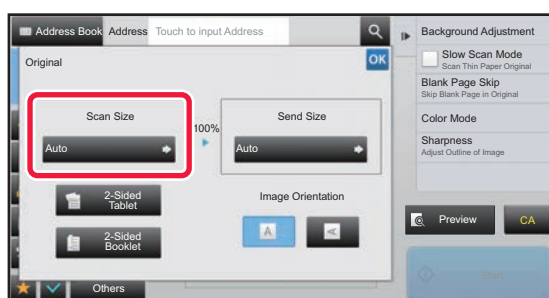 Address Book Address Touch to input Address
Original
OK
Scan Size
Auto
100%
Send Size
Auto
2-Sided
Tablet
2-Sided
Booklet
Image Orientation
A
A
Others
Background Adjustment
Slow Scan Mode
Scan Thin Paper Original
Blank Page Skip
Skip Blank Page in Original
Color Mode
Sharpness
Adjust Outline of Image
Preview
CA
Start